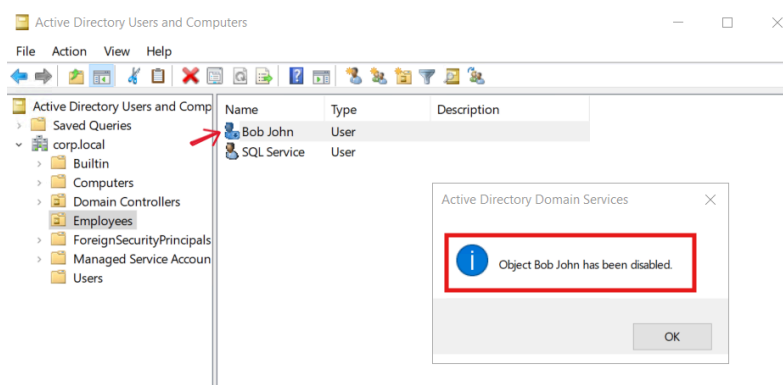 Active Directory Users and Computers
File Action View Help
Active Directory Users and Comp
Saved Queries
corp.local
Builtin
Computers
Domain Controllers
Employees
ForeignSecurityPrincipals
Managed Service Accoun
Users
Name Type Description
Bob John User
SQL Service User
Active Directory Domain Services
Object Bob John has been disabled.
OK